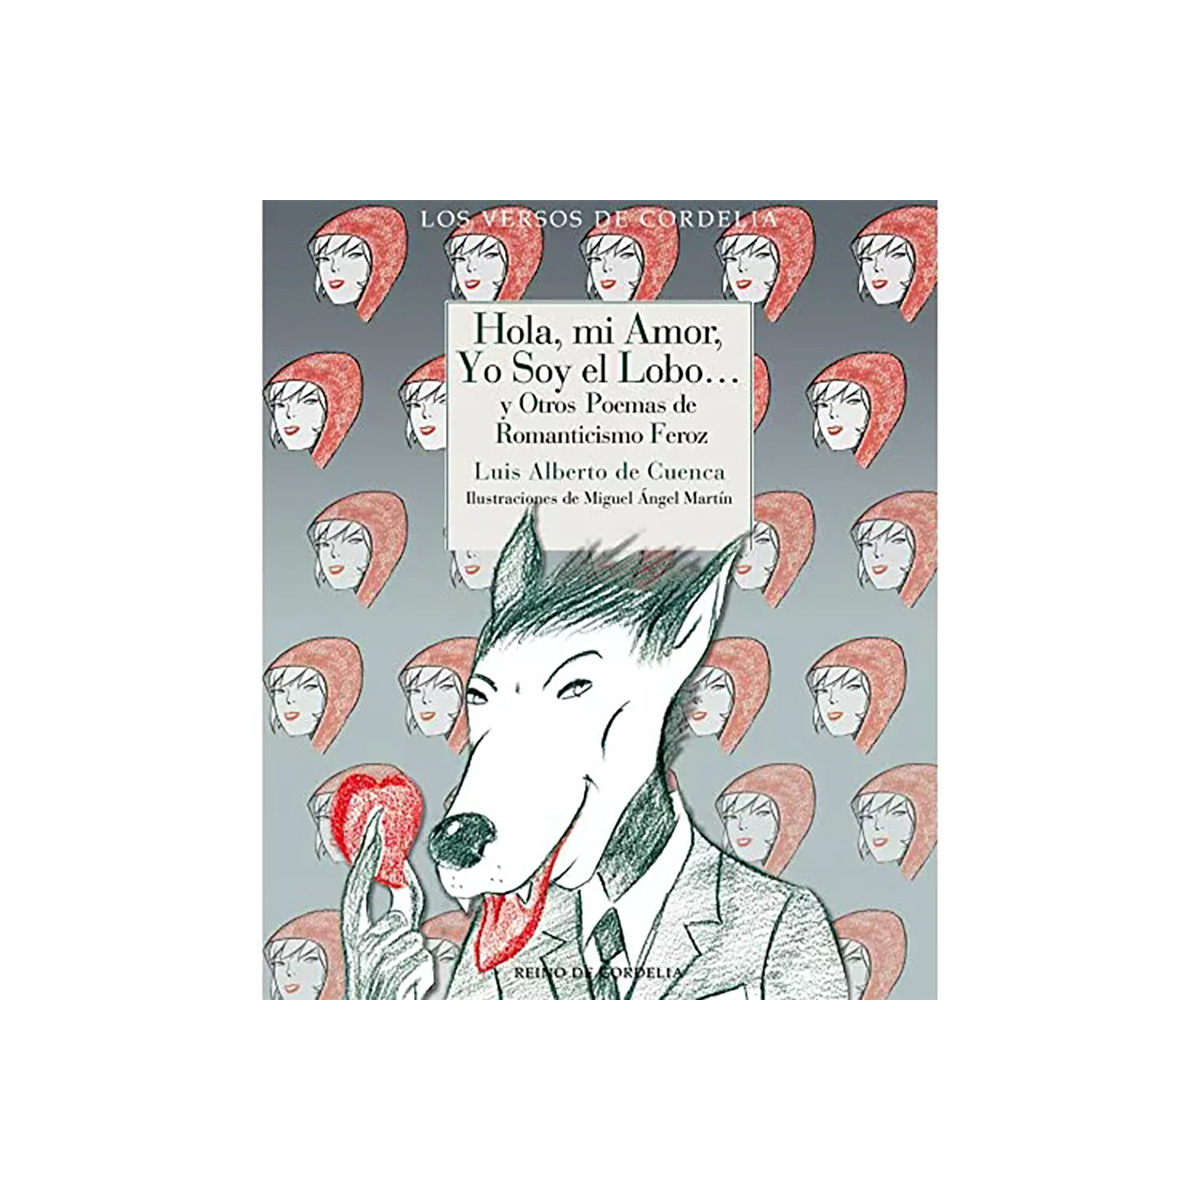 LOS VERSOS DE CORDELIA
Hola, mi Amor,
Yo Soy el Lobo...
y Otros Poemas de
Romanticismo Feroz
Luis Alberto de Cuenca
Ilustraciones de Miguel Ángel Martín
REINO DE CORDELIA